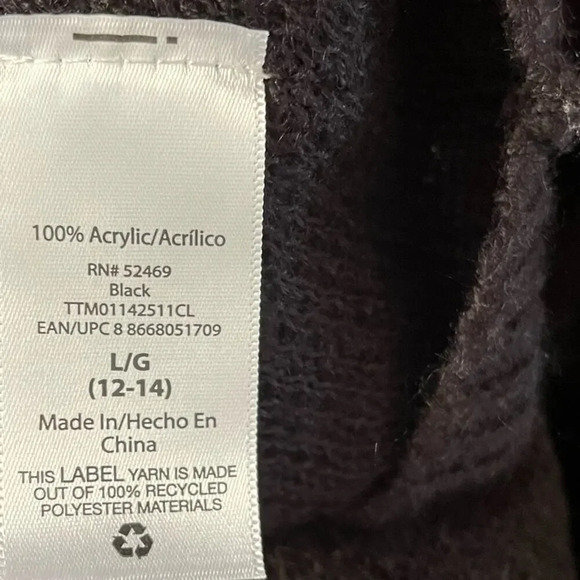 100% Acrylic/Acrílico
RN# 52469
Black
TTM01142511CL
EAN/UPC 8 8668051709
L/G
(12-14)
Made In/Hecho En
China
THIS LABEL YARN IS MADE
OUT OF 100% RECYCLED
POLYESTER MATERIALS